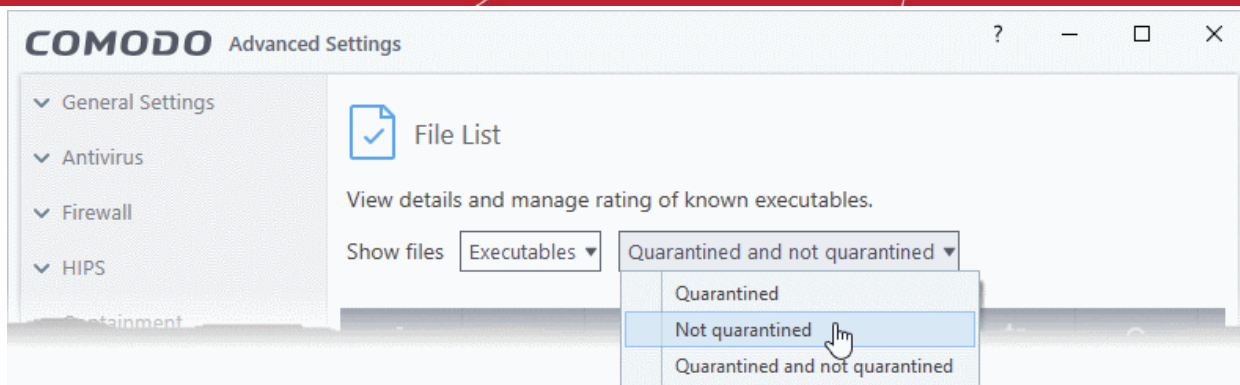 COMODO Advanced Settings ?
General Settings
Antivirus
Firewall
HIPS
File List
View details and manage rating of known executables.
Show files Executables Quarantined and not quarantined
Quarantined
Not quarantined
Quarantined and not quarantined